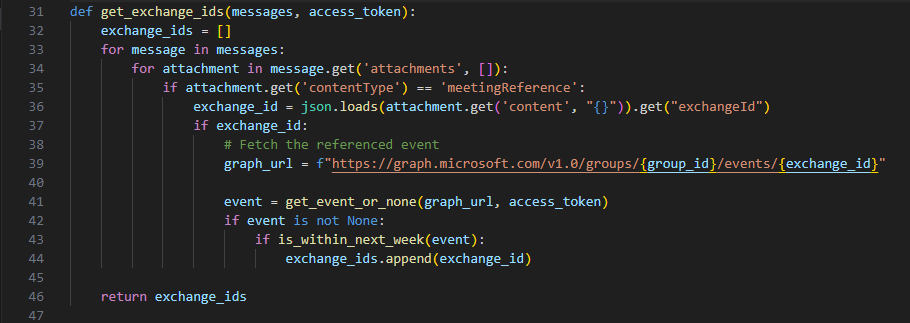 31 def get_exchange_ids(messages, access_token):
32     exchange_ids = []
33     for message in messages:
34         for attachment in message.get('attachments', []):
35             if attachment.get('contentType') == 'meetingReference':
36                 exchange_id = json.loads(attachment.get('content', "{}")).get("exchangeId")
37                 if exchange_id:
38                     # Fetch the referenced event
39                     graph_url = f"https://graph.microsoft.com/v1.0/groups/{group_id}/events/{exchange_id}"
40
41                     event = get_event_or_none(graph_url, access_token)
42                     if event is not None:
43                         if is_within_next_week(event):
44                             exchange_ids.append(exchange_id)
45
46     return exchange_ids
47